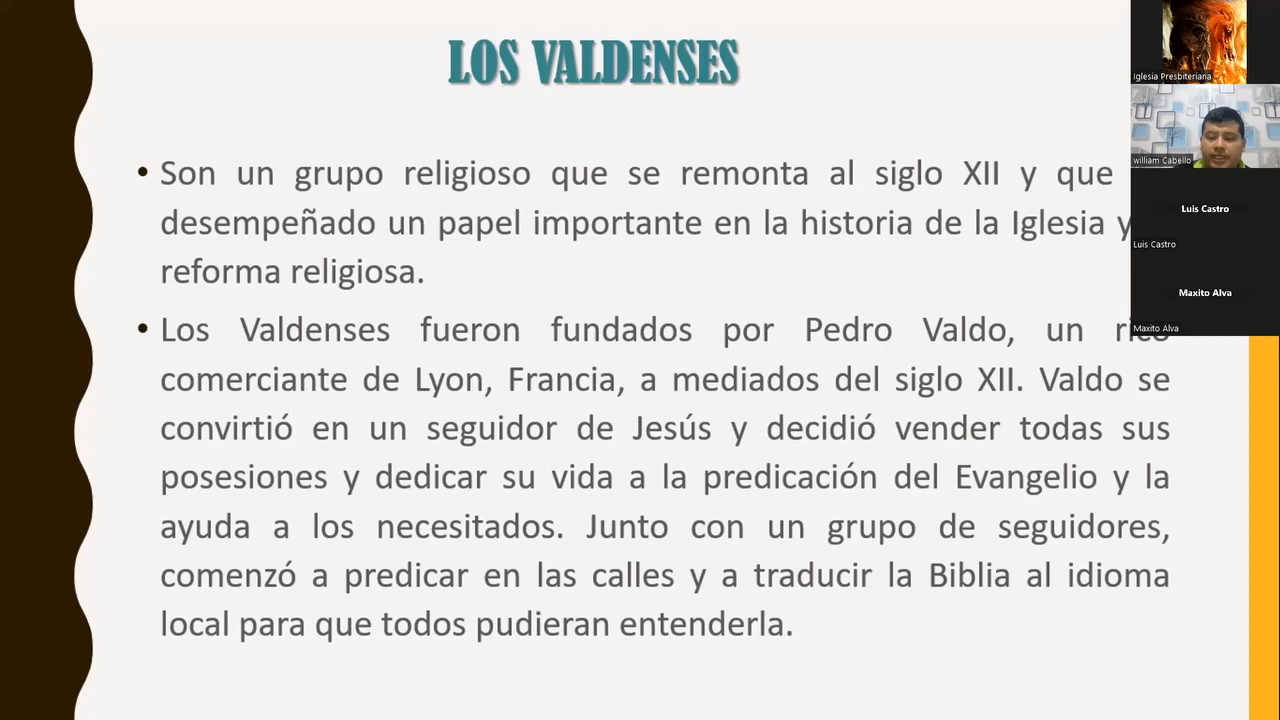 LOS VALDENSES
• Son un grupo religioso que se remonta al siglo XII y que
desempeñado un papel importante en la historia de la Iglesia y
reforma religiosa.
• Los Valdenses fueron fundados por Pedro Valdo, un rico
comerciante de Lyon, Francia, a mediados del siglo XII. Valdo se
convirtió en un seguidor de Jesús y decidió vender todas sus
posesiones y dedicar su vida a la predicación del Evangelio y la
ayuda a los necesitados. Junto con un grupo de seguidores,
comenzó a predicar en las calles y a traducir la Biblia al idioma
local para que todos pudieran entenderla.
Iglesia Presbiteriana
william Cabello
Luis Castro
Luis Castro
Maxito Alva
Maxito Alva